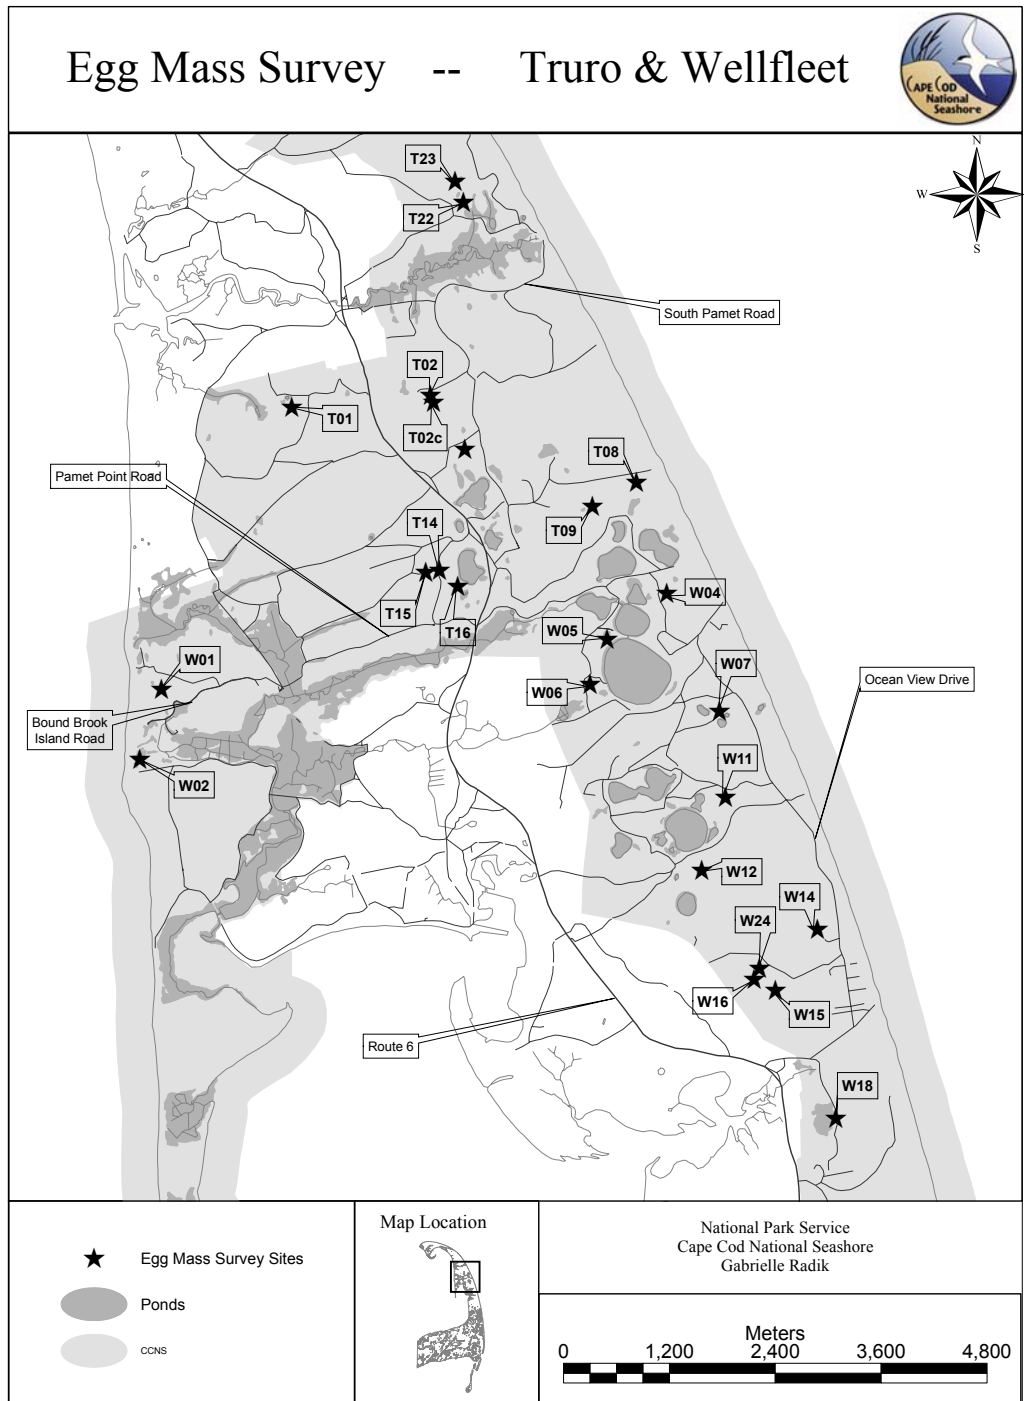 Egg Mass Survey -- Truro & Wellfleet
CAPE COD
National
Seashore
N
W
S
T23
T22
South Pamet Road
T02
T01
T02c
T08
Pamet Point Road
T14
T09
T15
T16
W04
W05
W01
W07
W06
Ocean View Drive
Bound Brook
Island Road
W11
W02
W12
W14
W24
W16
W15
Route 6
W18
Egg Mass Survey Sites
Ponds
CCNS
Map Location
National Park Service
Cape Cod National Seashore
Gabrielle Radik
Meters
0 1,200 2,400 3,600 4,800